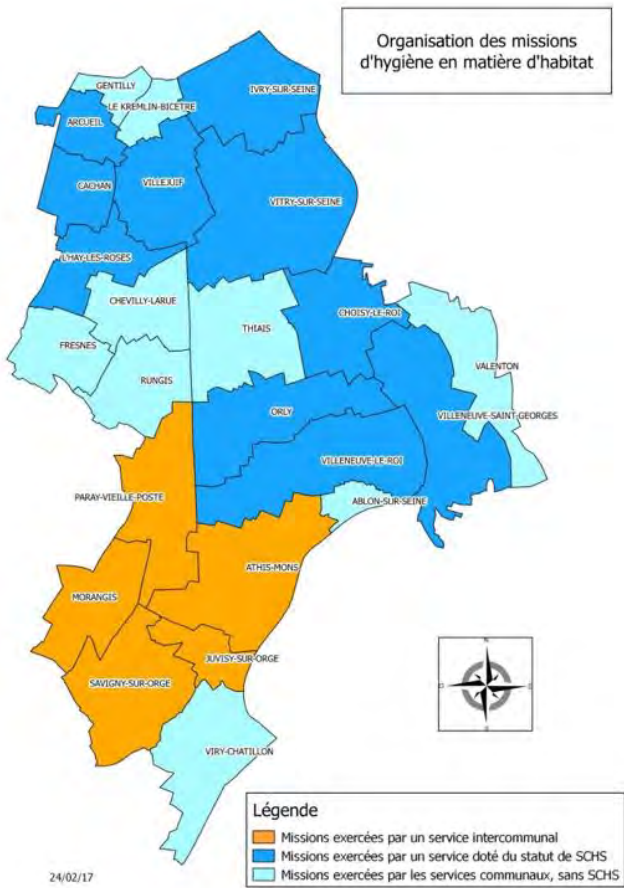 Organisation des missions
d'hygiène en matière d'habitat
GENTILLY
IVRY-SUR-SEINE
LE KREMLIN-BICETRE
ARCUEIL
CACHAN
VILLEJUIF
VITRY-SUR-SEINE
L'HAY-LES-ROSES
CHEVILLY-LARUE
CHOISY-LE-ROI
THIAIS
FRESNES
VALENTON
RUNGIS
ORLY
VILLENEUVE-SAINT-GEORGES
VILLENEUVE-LE-ROI
PARAY-VIEILLE-POSTE
ABLON-SUR-SEINE
ATHIS-MONS
MORANGIS
JUVISY-SUR-ORGE
SAVIGNY-SUR-ORGE
VIRY-CHATILLON
Légende
Missions exercées par un service intercommunal
Missions exercées par un service doté du statut de SCHS
Missions exercées par les services communaux, sans SCHS
24/02/17